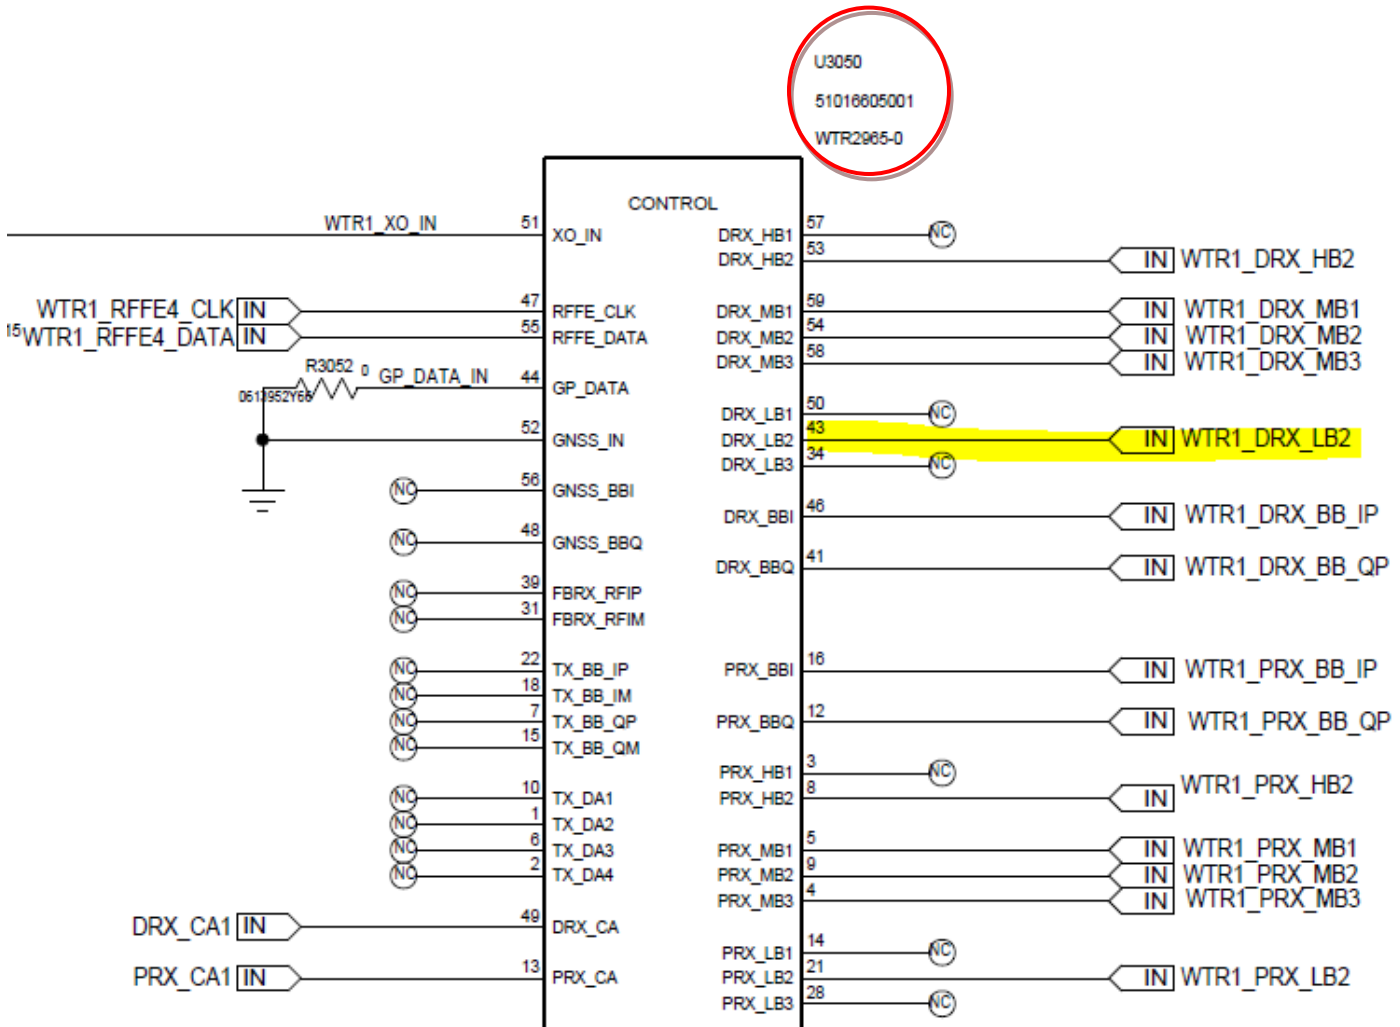 U3050
51016605001
WTR2965-0
CONTROL
WTR1_XO_IN 51 XO_IN
DRX_HB1 57 NC
DRX_HB2 53 IN WTR1_DRX_HB2
WTR1_RFFE4_CLK IN 47 RFFE_CLK
DRX_MB1 59 IN WTR1_DRX_MB1
15 WTR1_RFFE4_DATA IN 55 RFFE_DATA
DRX_MB2 54 IN WTR1_DRX_MB2
DRX_MB3 58 IN WTR1_DRX_MB3
R3052 0 GP_DATA_IN 44 GP_DATA
0613952Y66
DRX_LB1 50 NC
52 GNSS_IN
DRX_LB2 43 IN WTR1_DRX_LB2
DRX_LB3 34 NC
NC 56 GNSS_BBI
DRX_BBI 46 IN WTR1_DRX_BB_IP
NC 48 GNSS_BBQ
DRX_BBQ 41 IN WTR1_DRX_BB_QP
NC 39 FBRX_RFIP
NC 31 FBRX_RFIM
NC 22 TX_BB_IP
PRX_BBI 16 IN WTR1_PRX_BB_IP
NC 18 TX_BB_IM
NC 7 TX_BB_QP
PRX_BBQ 12 IN WTR1_PRX_BB_QP
NC 15 TX_BB_QM
PRX_HB1 3 NC
NC 10 TX_DA1
PRX_HB2 8 IN WTR1_PRX_HB2
NC 1 TX_DA2
NC 6 TX_DA3
PRX_MB1 5 IN WTR1_PRX_MB1
NC 2 TX_DA4
PRX_MB2 9 IN WTR1_PRX_MB2
PRX_MB3 4 IN WTR1_PRX_MB3
DRX_CA1 IN 49 DRX_CA
PRX_LB1 14 NC
PRX_CA1 IN 13 PRX_CA
PRX_LB2 21 IN WTR1_PRX_LB2
PRX_LB3 28 NC